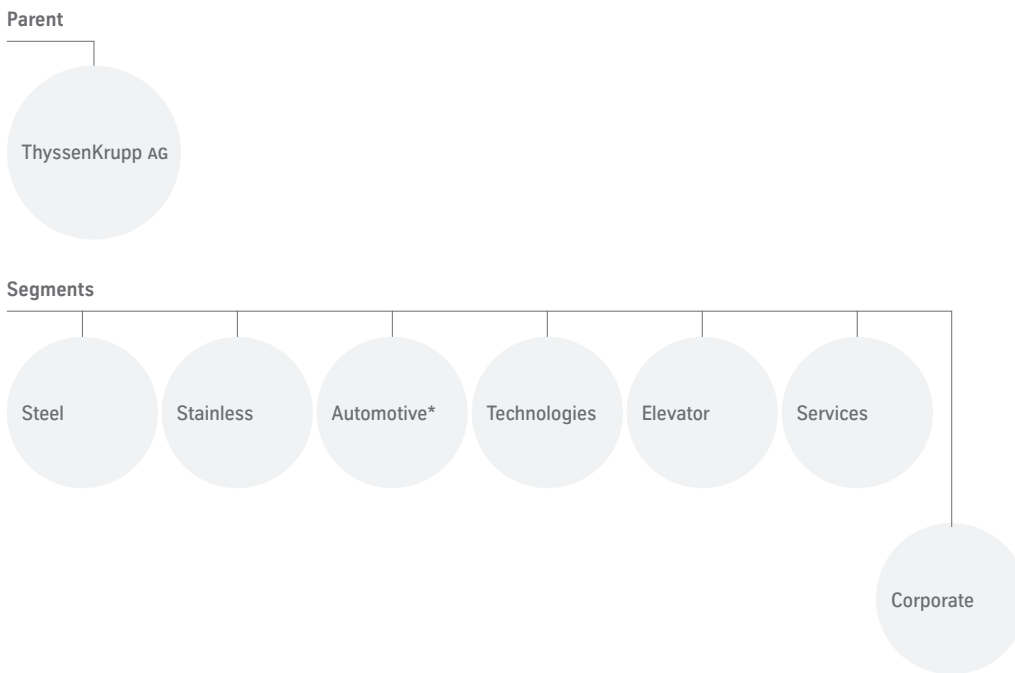 Parent
ThyssenKrupp AG
Segments
Steel
Stainless
Automotive*
Technologies
Elevator
Services
Corporate